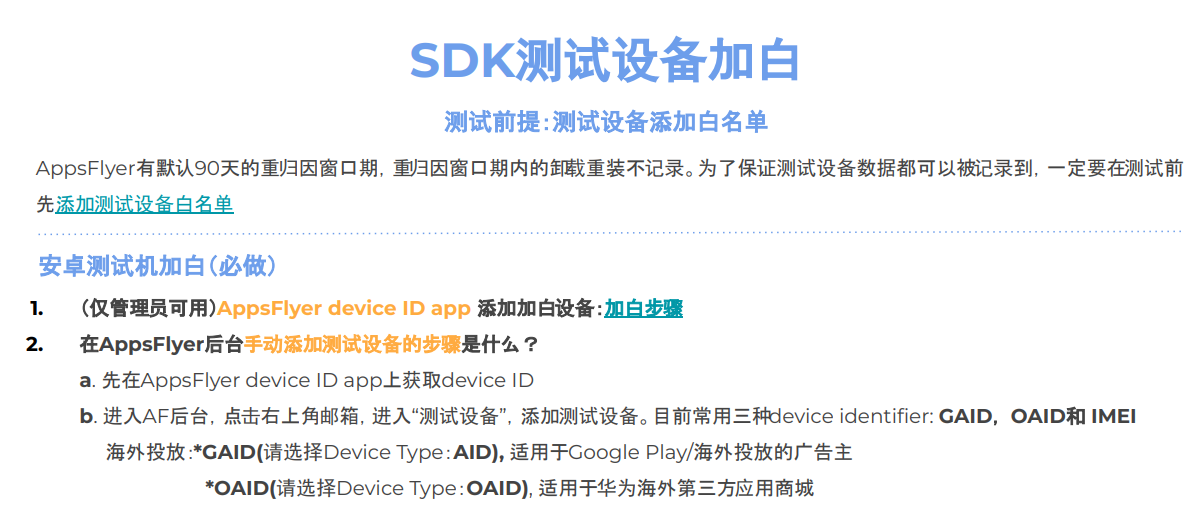 SDK测试设备加白
测试前提：测试设备添加白名单
AppsFlyer有默认90天的重归因窗口期，重归因窗口期内的卸载重装不记录。为了保证测试设备数据都可以被记录到，一定要在测试前
先添加测试设备白名单
安卓测试机加白（必做）
1. （仅管理员可用）AppsFlyer device ID app 添加加白设备：加白步骤
2. 在AppsFlyer后台手动添加测试设备的步骤是什么？
a. 先在AppsFlyer device ID app上获取device ID
b. 进入AF后台，点击右上角邮箱，进入“测试设备”，添加测试设备。目前常用三种device identifier: GAID，OAID和 IMEI
海外投放：*GAID(请选择Device Type：AID), 适用于Google Play/海外投放的广告主
*OAID(请选择Device Type：OAID), 适用于华为海外第三方应用商城